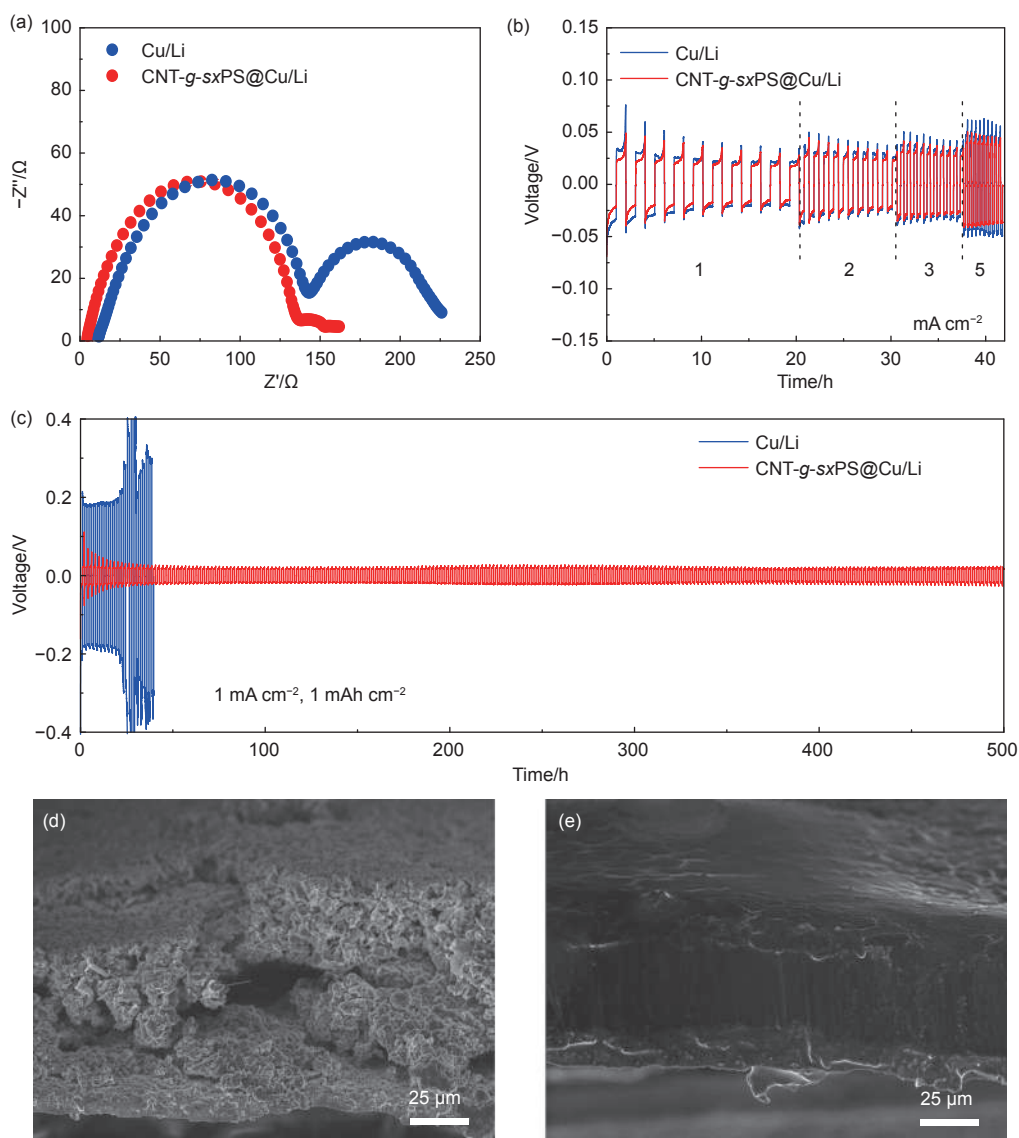 (a)
100
80
60
40
20
0
−Z''/Ω
Cu/Li
CNT-g-sxPS@Cu/Li
0 50 100 150 200 250
Z'/Ω
(b)
0.15
0.10
0.05
0.00
−0.05
−0.10
−0.15
Voltage/V
Cu/Li
CNT-g-sxPS@Cu/Li
1 2 3 5
mA cm⁻²
0 10 20 30 40
Time/h
(c)
0.4
0.2
0.0
−0.2
−0.4
Voltage/V
Cu/Li
CNT-g-sxPS@Cu/Li
1 mA cm⁻², 1 mAh cm⁻²
0 100 200 300 400 500
Time/h
(d)
25 μm
(e)
25 μm